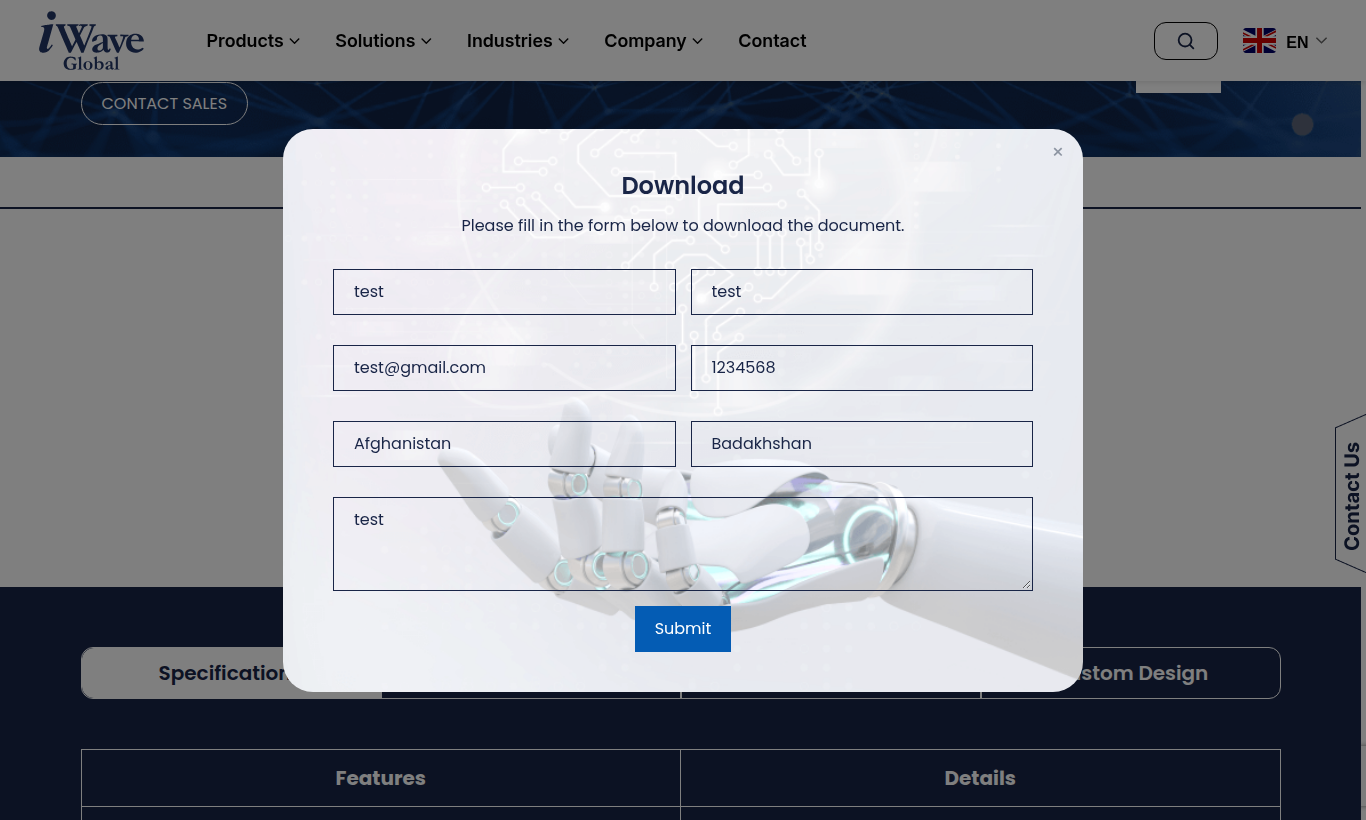 iWave
Global
Products
Solutions
Industries
Company
Contact
EN
CONTACT SALES
×
Download
Please fill in the form below to download the document.
test
test
test@gmail.com
1234568
Afghanistan
Badakhshan
test
Submit
Contact Us
Specification
stom Design
Features
Details